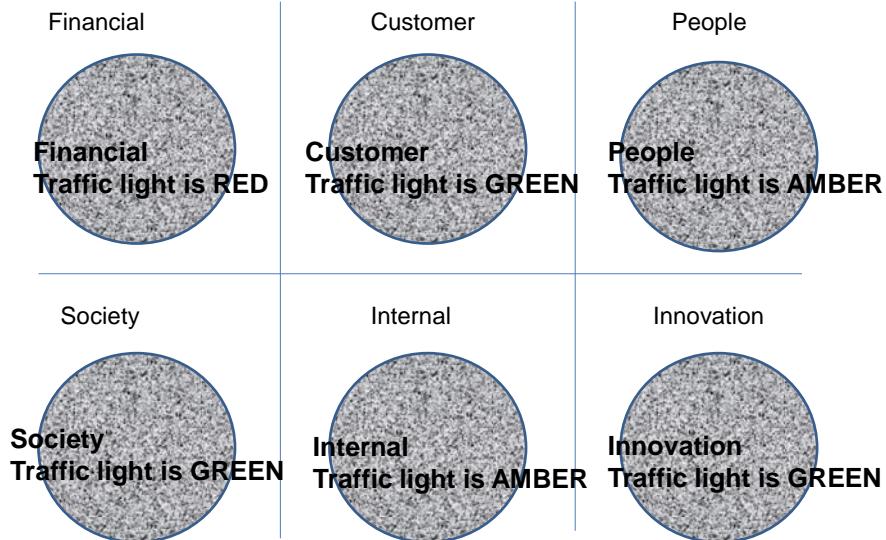 Financial
Customer
People
Financial
Traffic light is RED
Customer
Traffic light is GREEN
People
Traffic light is AMBER
Society
Internal
Innovation
Society
Traffic light is GREEN
Internal
Traffic light is AMBER
Innovation
Traffic light is GREEN